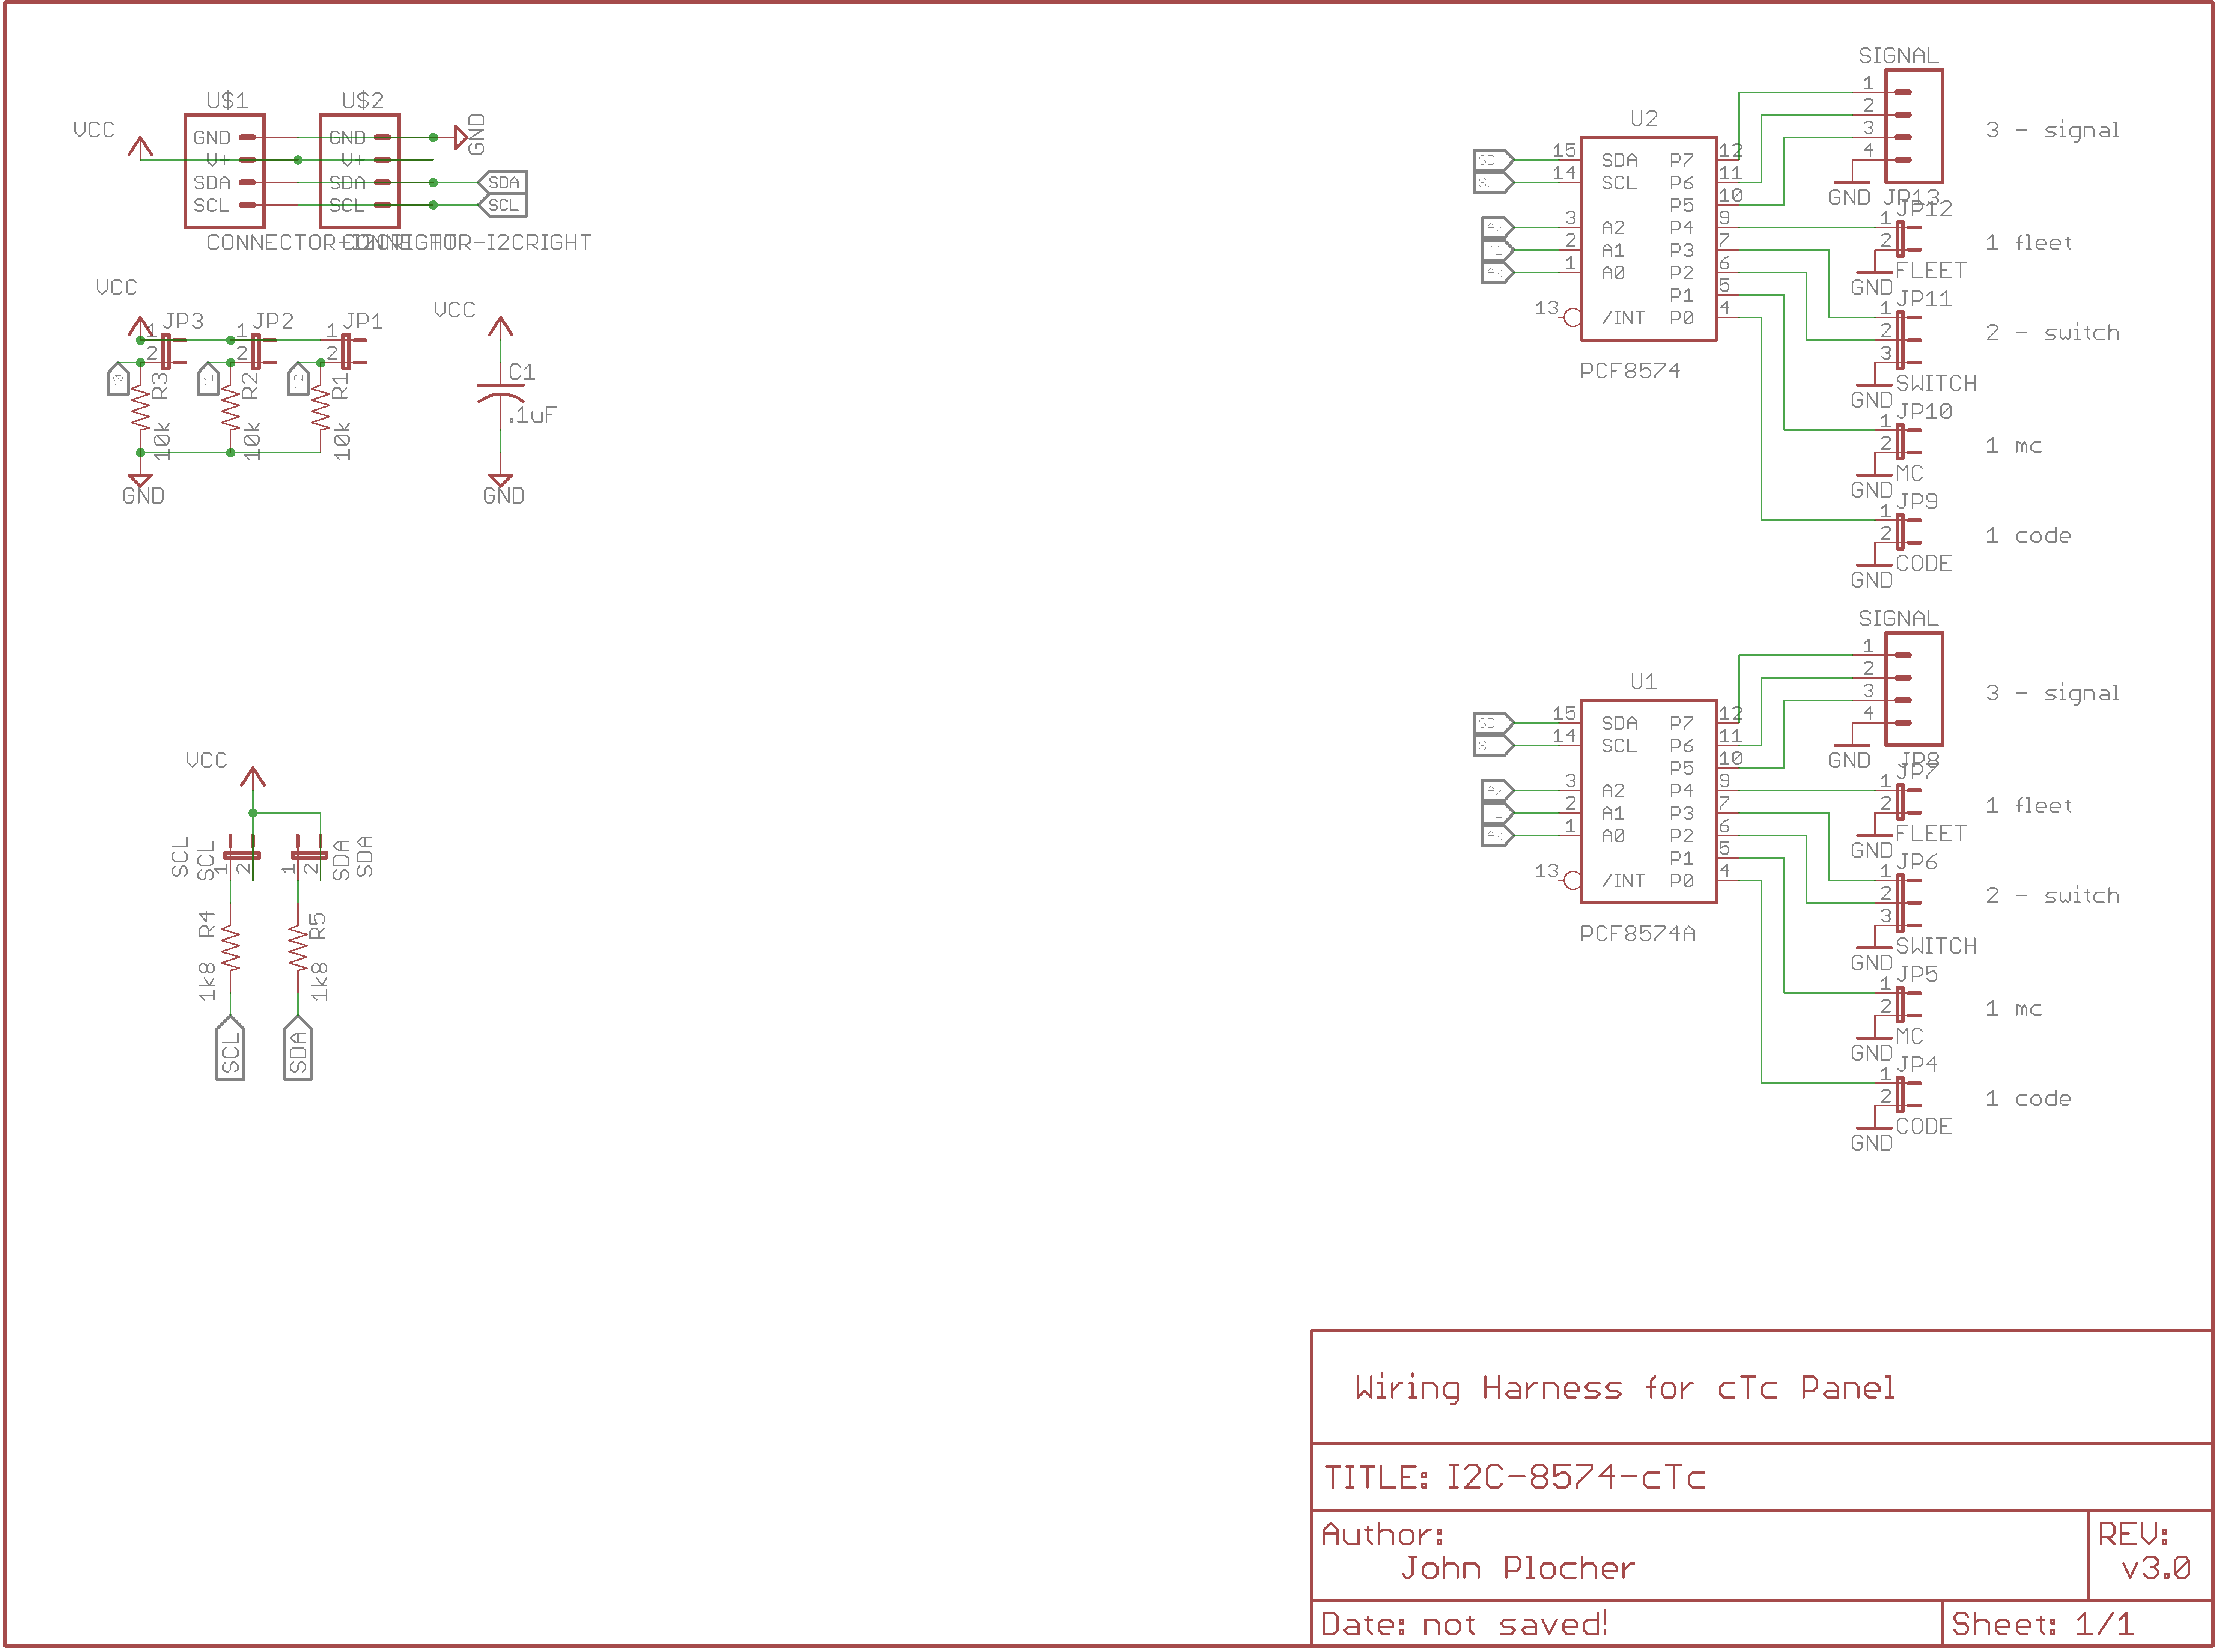 U$1
U$2
VCC
GND
V+
SDA
SCL
GND
V+
SDA
SCL
GND
SDA
SCL
CONNECTOR-I2CRIGHT
CONNECTOR-I2CRIGHT
VCC
1 JP3
2
A0
R3
10k
1 JP2
2
A1
R2
10k
1 JP1
2
A2
R1
10k
GND
VCC
C1
.1uF
GND
VCC
SCL
SCL
1
2
1
2
SDA
SDA
R4
1k8
R5
1k8
SCL
SDA
U2
SDA 15 SDA P7 12
SCL 14 SCL P6 11
P5 10
A2 3 A2 P4 9
A1 2 A1 P3 7
A0 1 A0 P2 6
P1 5
13 /INT P0 4
PCF8574
SIGNAL
1
2
3
4
GND
JP13
3 - signal
JP12
1
2
FLEET
GND
1 fleet
JP11
1
2
3
SWITCH
GND
2 - switch
JP10
1
2
MC
GND
1 mc
JP9
1
2
CODE
GND
1 code
U1
SDA 15 SDA P7 12
SCL 14 SCL P6 11
P5 10
A2 3 A2 P4 9
A1 2 A1 P3 7
A0 1 A0 P2 6
P1 5
13 /INT P0 4
PCF8574A
SIGNAL
1
2
3
4
GND
JP8
3 - signal
JP7
1
2
FLEET
GND
1 fleet
JP6
1
2
3
SWITCH
GND
2 - switch
JP5
1
2
MC
GND
1 mc
JP4
1
2
CODE
GND
1 code
Wiring Harness for cTc Panel
TITLE: I2C-8574-cTc
Author:
John Plocher
REV:
v3.0
Date: not saved!
Sheet: 1/1